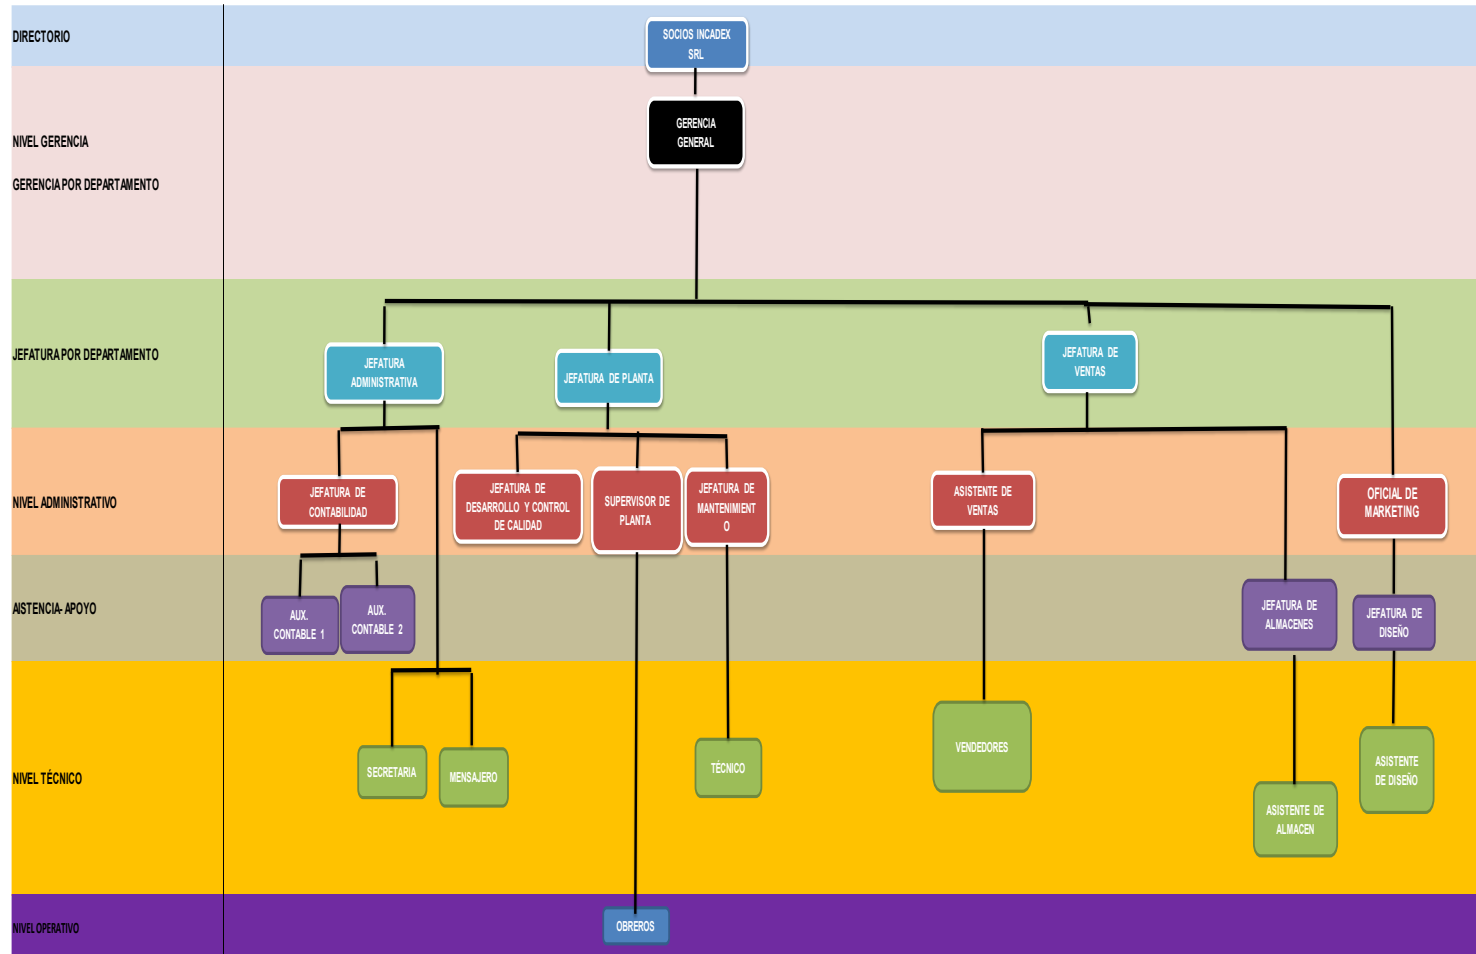 DIRECTORIO
SOCIOS INCADEX
SRL
NIVEL GERENCIA
GERENCIA POR DEPARTAMENTO
GERENCIA
GENERAL
JEFATURA POR DEPARTAMENTO
JEFATURA
ADMINISTRATIVA
JEFATURA DE PLANTA
JEFATURA DE
VENTAS
NIVEL ADMINISTRATIVO
JEFATURA DE
CONTABILIDAD
JEFATURA DE
DESARROLLO Y CONTROL
DE CALIDAD
SUPERVISOR DE
PLANTA
JEFATURA DE
MANTENIMIENT
O
ASISTENTE DE
VENTAS
OFICIAL DE
MARKETING
AISTENCIA- APOYO
AUX.
CONTABLE 1
AUX.
CONTABLE 2
JEFATURA DE
ALMACENES
JEFATURA DE
DISEÑO
NIVEL TÉCNICO
SECRETARIA
MENSAJERO
TÉCNICO
VENDEDORES
ASISTENTE DE
ALMACEN
ASISTENTE
DE DISEÑO
NIVEL OPERATIVO
OBREROS